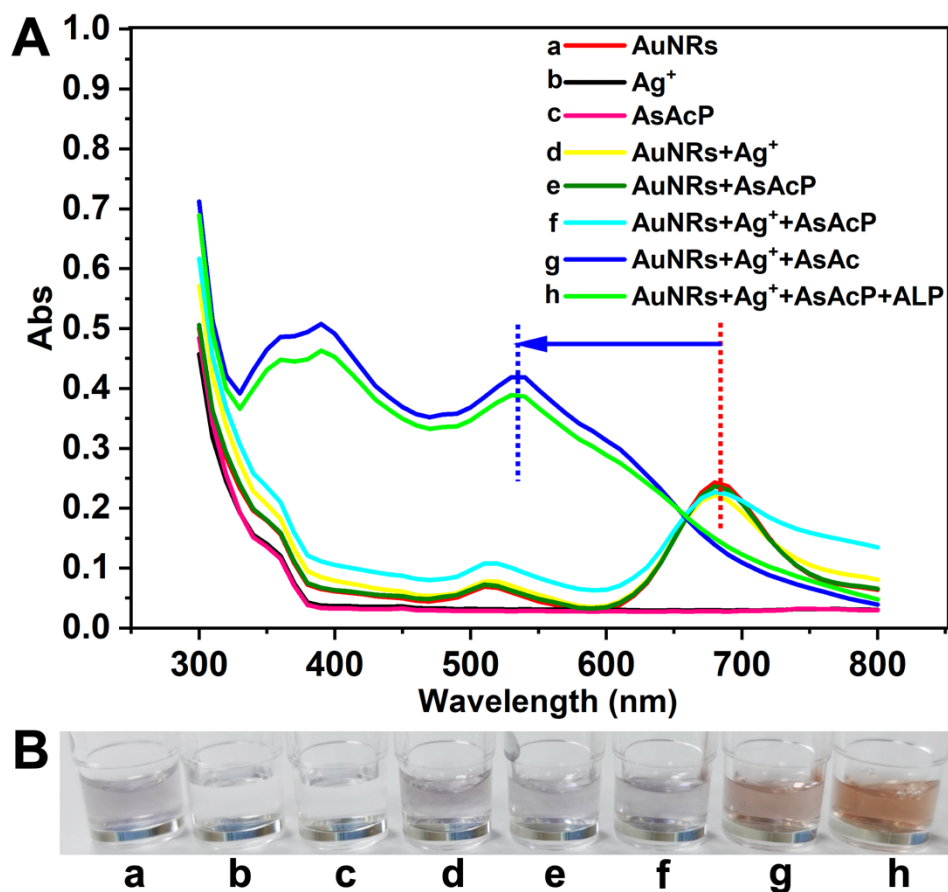 A
1.0
0.9
0.8
0.7
0.6
0.5
0.4
0.3
0.2
0.1
0.0
Abs
a AuNRs
b Ag⁺
c AsAcP
d AuNRs+Ag⁺
e AuNRs+AsAcP
f AuNRs+Ag⁺+AsAcP
g AuNRs+Ag⁺+AsAc
h AuNRs+Ag⁺+AsAcP+ALP
300 400 500 600 700 800
Wavelength (nm)
B
a b c d e f g h